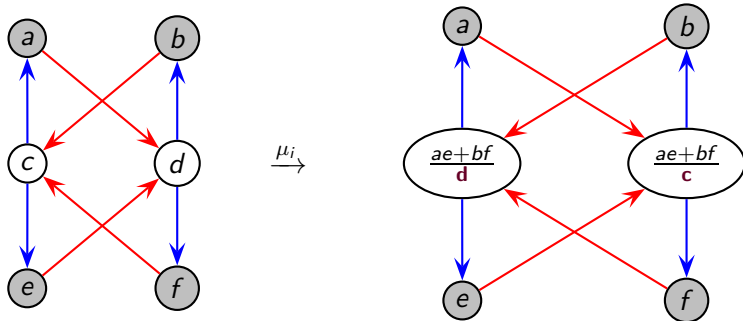 a b a b
c d μᵢ → (ae+bf)/d (ae+bf)/c
e f e f